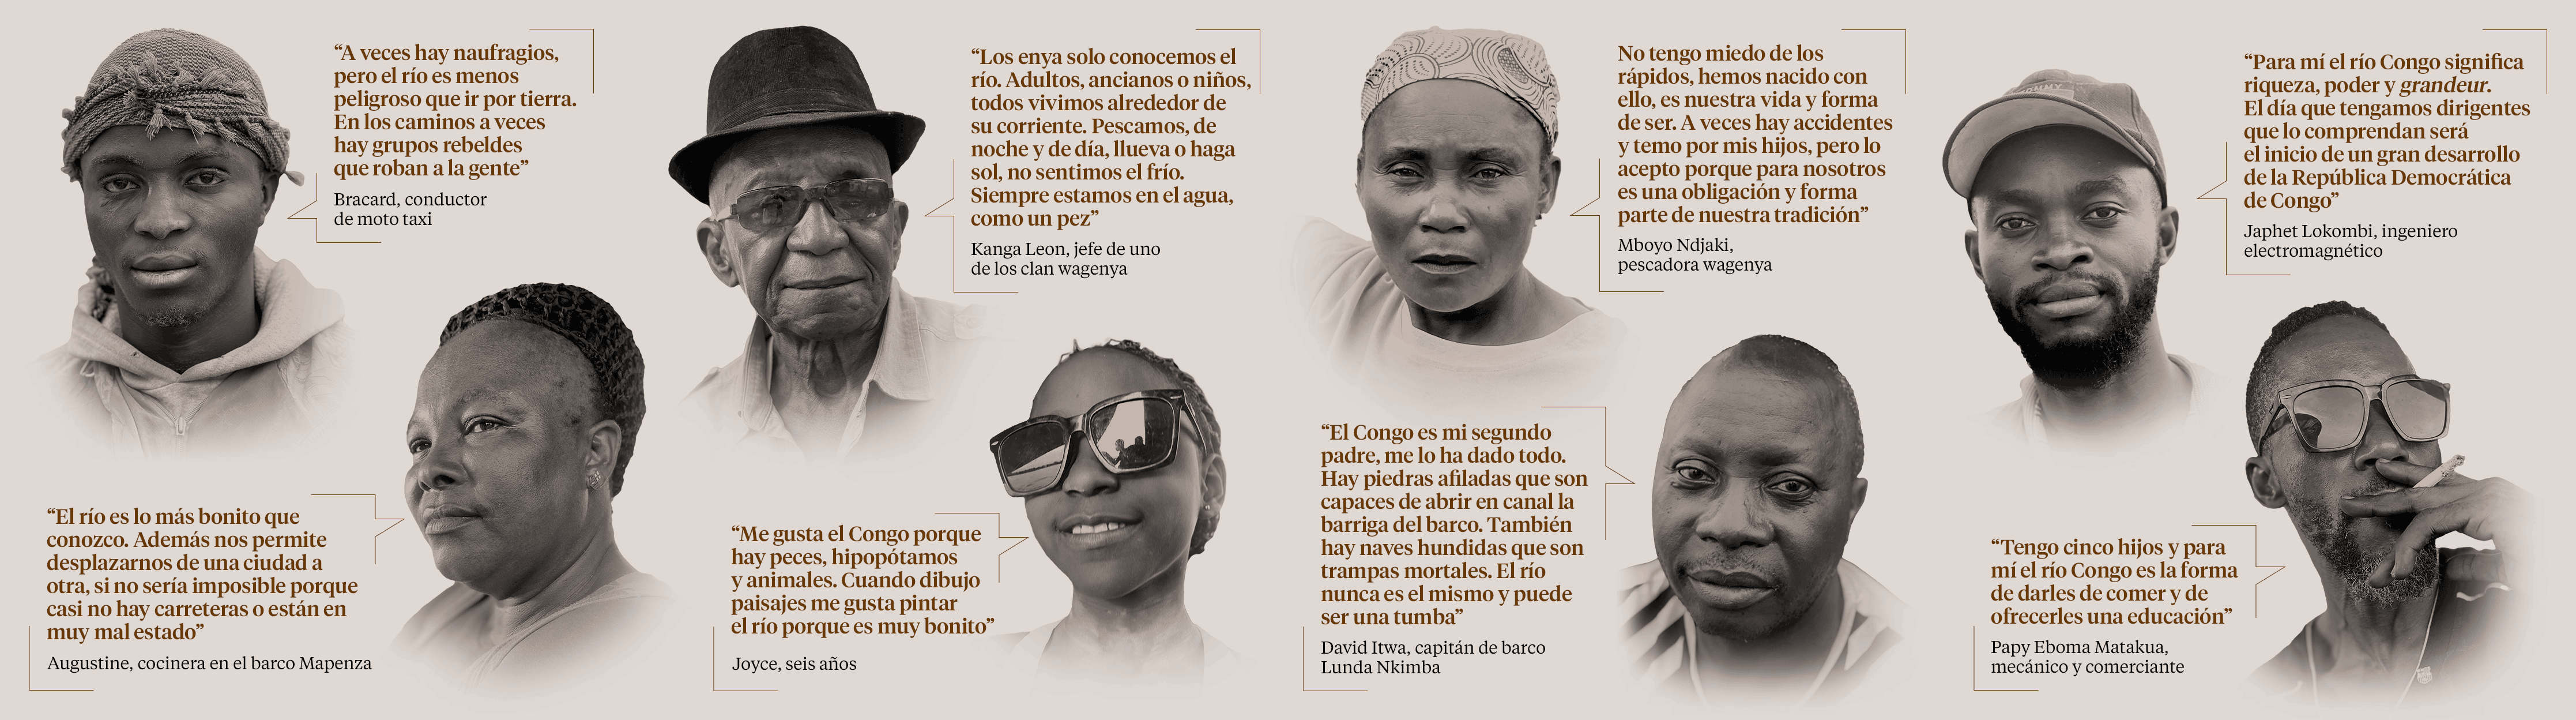 “A veces hay naufragios,
pero el río es menos
peligroso que ir por tierra.
En los caminos a veces
hay grupos rebeldes
que roban a la gente”
Bracard, conductor
de moto taxi
“El río es lo más bonito que
conozco. Además nos permite
desplazarnos de una ciudad a
otra, si no sería imposible porque
casi no hay carreteras o están en
muy mal estado”
Augustine, cocinera en el barco Mapenza
“Los enya solo conocemos el
río. Adultos, ancianos o niños,
todos vivimos alrededor de
su corriente. Pescamos, de
noche y de día, llueva o haga
sol, no sentimos el frío.
Siempre estamos en el agua,
como un pez”
Kanga Leon, jefe de uno
de los clan wagenya
“Me gusta el Congo porque
hay peces, hipopótamos
y animales. Cuando dibujo
paisajes me gusta pintar
el río porque es muy bonito”
Joyce, seis años
No tengo miedo de los
rápidos, hemos nacido con
ello, es nuestra vida y forma
de ser. A veces hay accidentes
y temo por mis hijos, pero lo
acepto porque para nosotros
es una obligación y forma
parte de nuestra tradición”
Mboyo Ndjaki,
pescadora wagenya
“El Congo es mi segundo
padre, me lo ha dado todo.
Hay piedras afiladas que son
capaces de abrir en canal la
barriga del barco. También
hay naves hundidas que son
trampas mortales. El río
nunca es el mismo y puede
ser una tumba”
David Itwa, capitán de barco
Lunda Nkimba
“Para mí el río Congo significa
riqueza, poder y grandeur.
El día que tengamos dirigentes
que lo comprendan será
el inicio de un gran desarrollo
de la República Democrática
de Congo”
Japhet Lokombi, ingeniero
electromagnético
“Tengo cinco hijos y para
mí el río Congo es la forma
de darles de comer y de
ofrecerles una educación”
Papy Eboma Matakua,
mecánico y comerciante